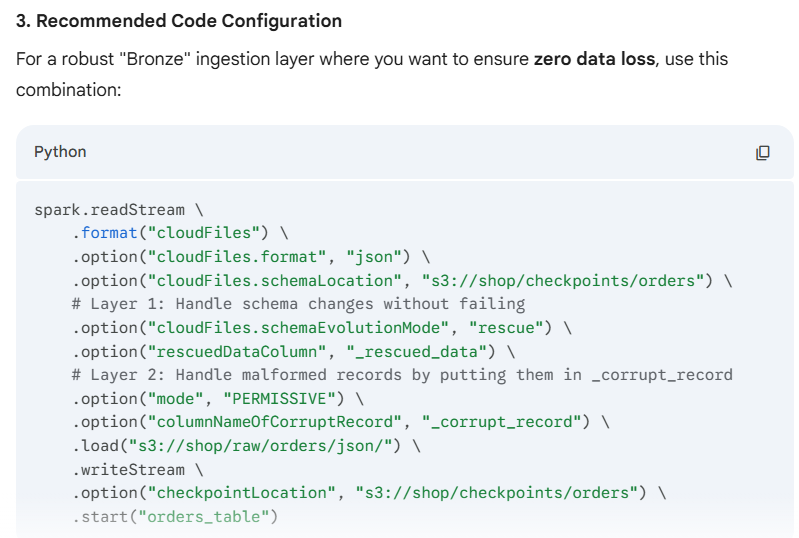 3. Recommended Code Configuration
For a robust "Bronze" ingestion layer where you want to ensure zero data loss, use this
combination:
Python
spark.readStream \
    .format("cloudFiles") \
    .option("cloudFiles.format", "json") \
    .option("cloudFiles.schemaLocation", "s3://shop/checkpoints/orders") \
    # Layer 1: Handle schema changes without failing
    .option("cloudFiles.schemaEvolutionMode", "rescue") \
    .option("rescuedDataColumn", "_rescued_data") \
    # Layer 2: Handle malformed records by putting them in _corrupt_record
    .option("mode", "PERMISSIVE") \
    .option("columnNameOfCorruptRecord", "_corrupt_record") \
    .load("s3://shop/raw/orders/json/") \
    .writeStream \
    .option("checkpointLocation", "s3://shop/checkpoints/orders") \
    .start("orders_table")